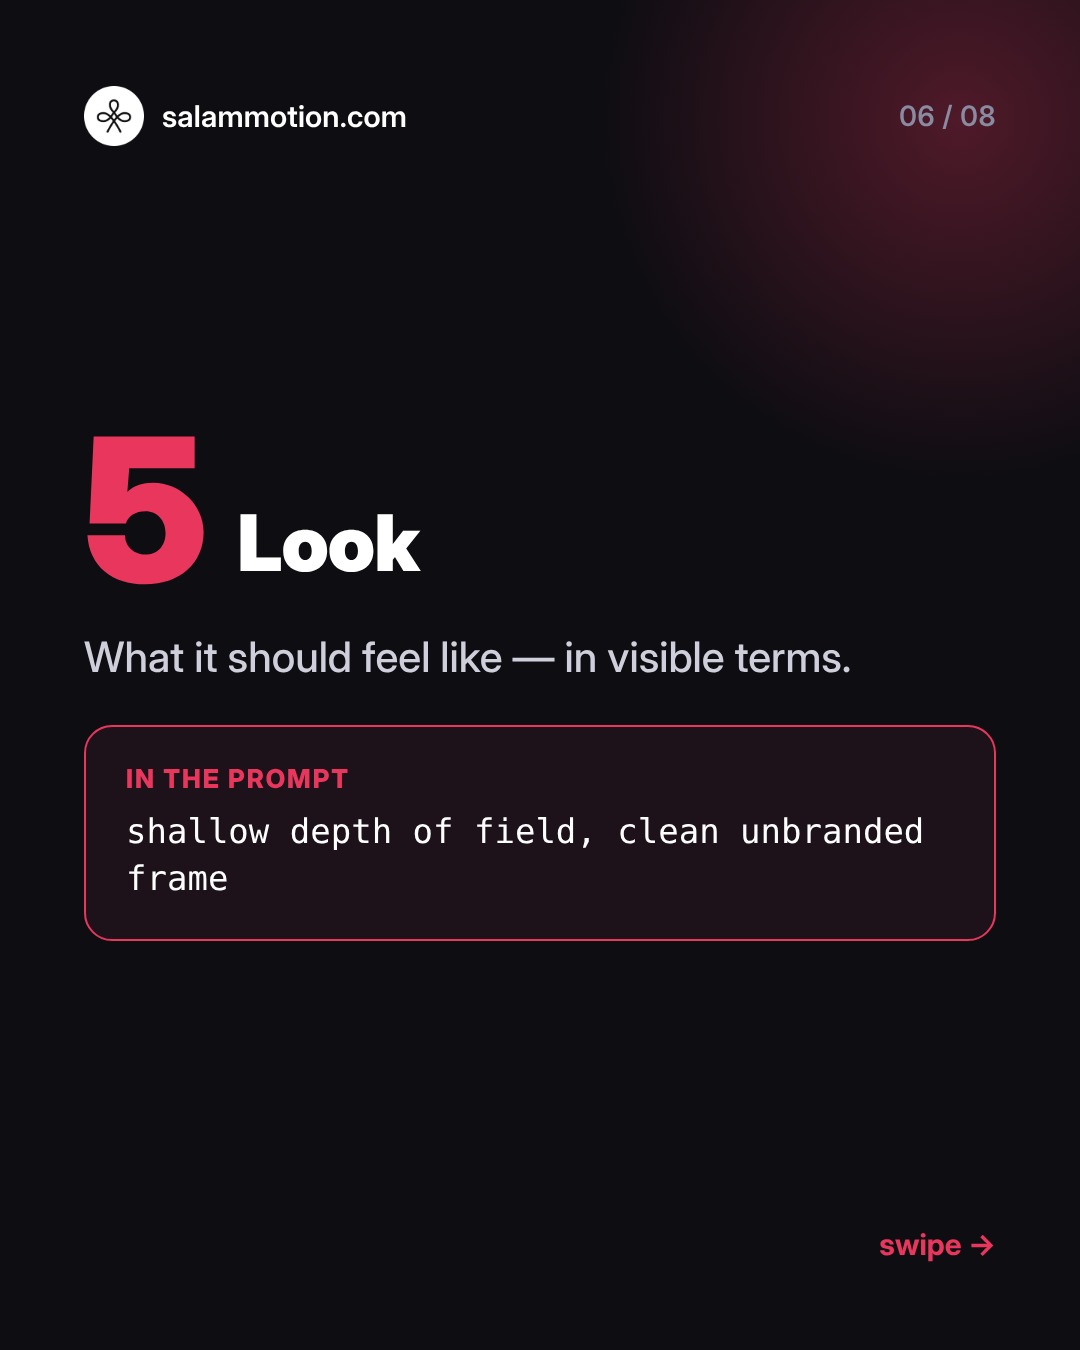 salammotion.com
06 / 08
5 Look
What it should feel like — in visible terms.
IN THE PROMPT
shallow depth of field, clean unbranded
frame
swipe →